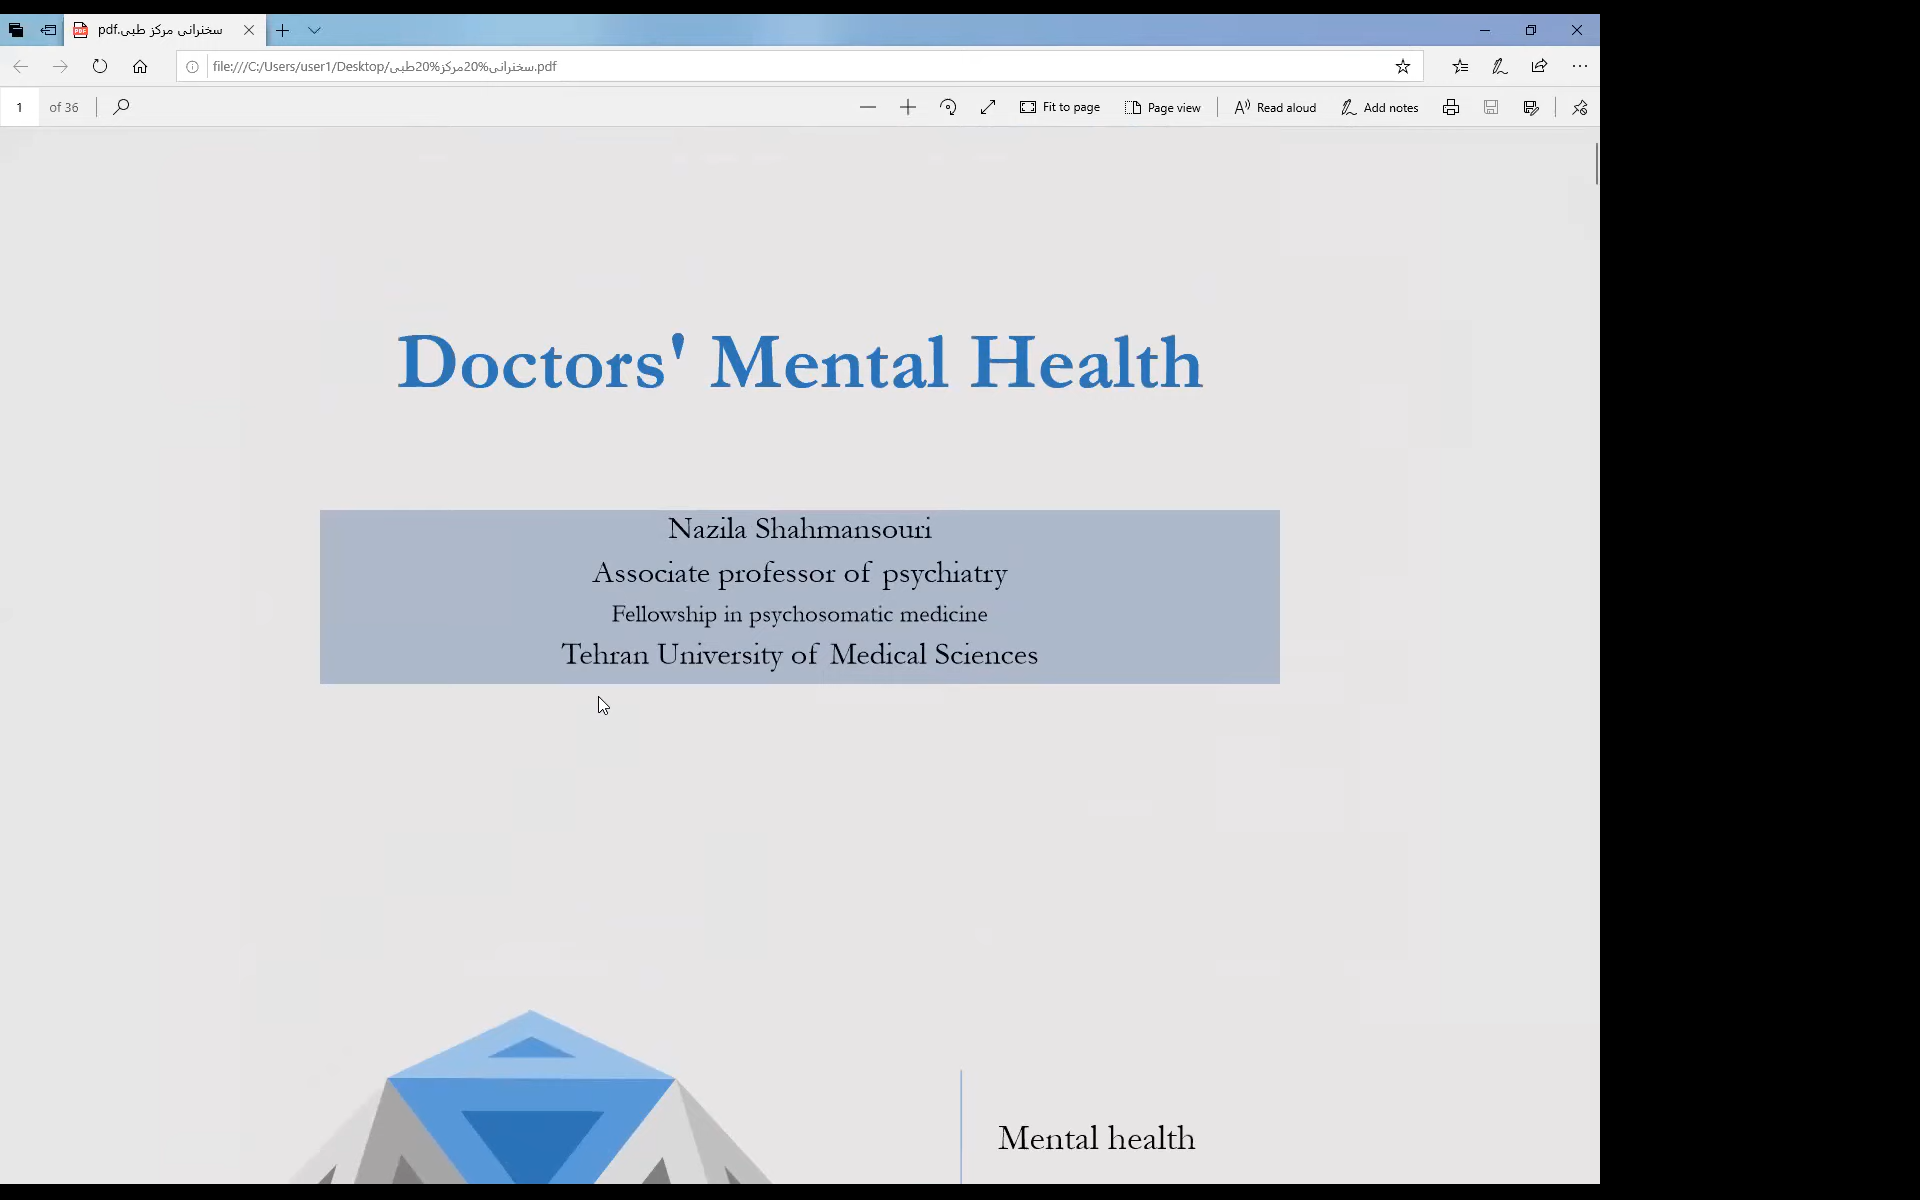 سخنرانی مرکز طبی.pdf
file:///C:/Users/user1/Desktop/سخنرانی%20مرکز%20طبی.pdf
1 of 36
Fit to page
Page view
Read aloud
Add notes
Doctors' Mental Health
Nazila Shahmansouri
Associate professor of psychiatry
Fellowship in psychosomatic medicine
Tehran University of Medical Sciences
Mental health